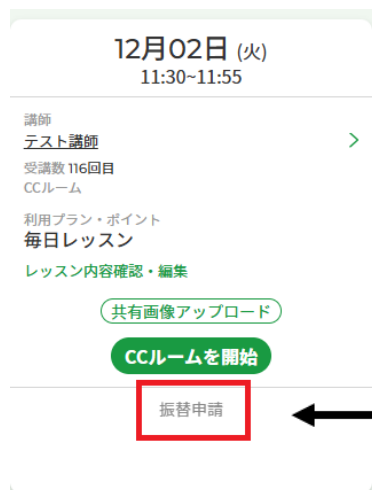 12月02日 (火)
11:30~11:55
講師
テスト講師
受講数 116回目
CCルーム
利用プラン・ポイント
毎日レッスン
レッスン内容確認・編集
共有画像アップロード
CCルームを開始
振替申請